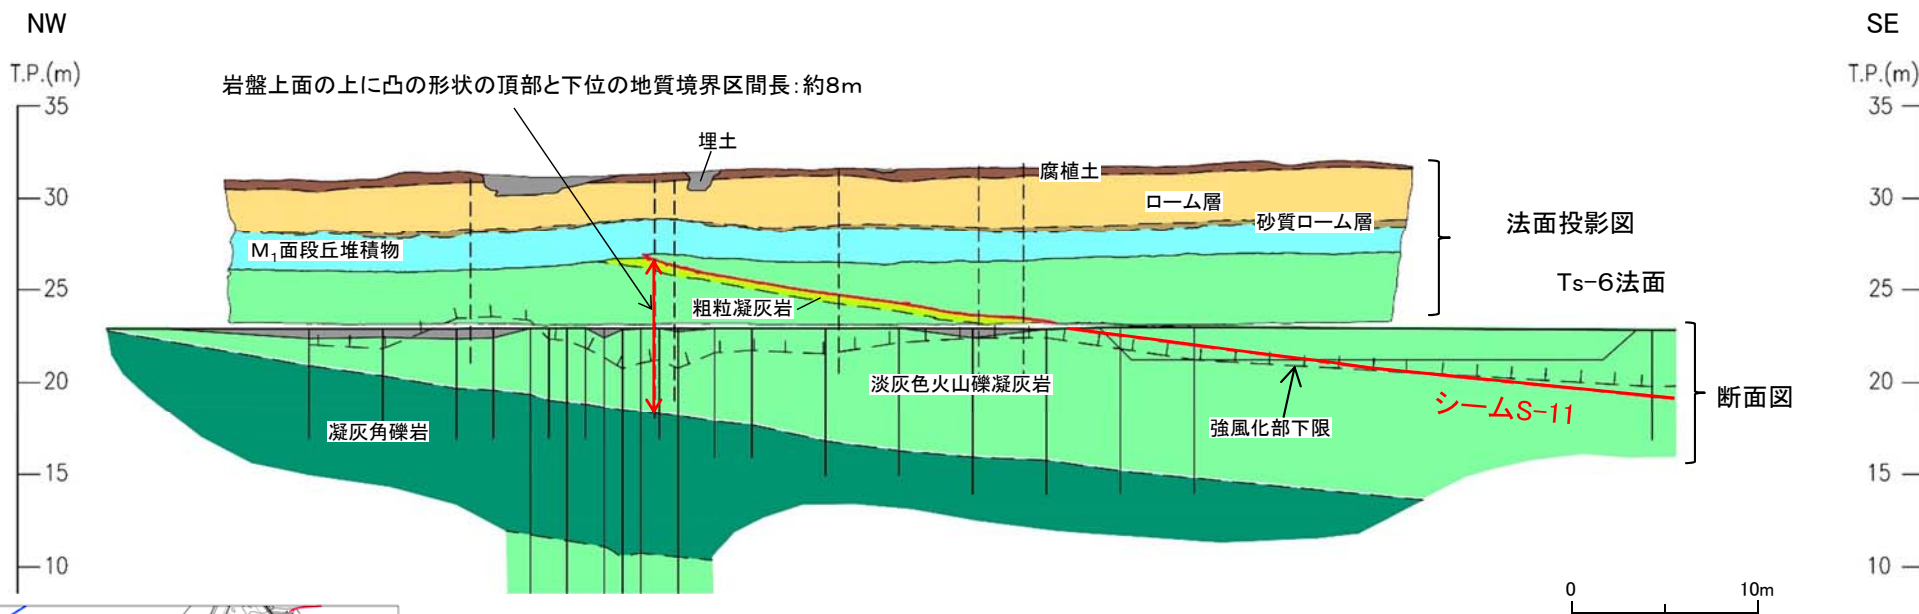 NW
SE
T.P.(m)
T.P.(m)
岩盤上面の上に凸の形状の頂部と下位の地質境界区間長：約8m
35
35
埋土
腐植土
30
ローム層
30
砂質ローム層
法面投影図
M₁面段丘堆積物
Ts-6法面
25
25
粗粒凝灰岩
20
淡灰色火山礫凝灰岩
20
断面図
シームS-11
凝灰角礫岩
強風化部下限
15
15
10
10
0
10m